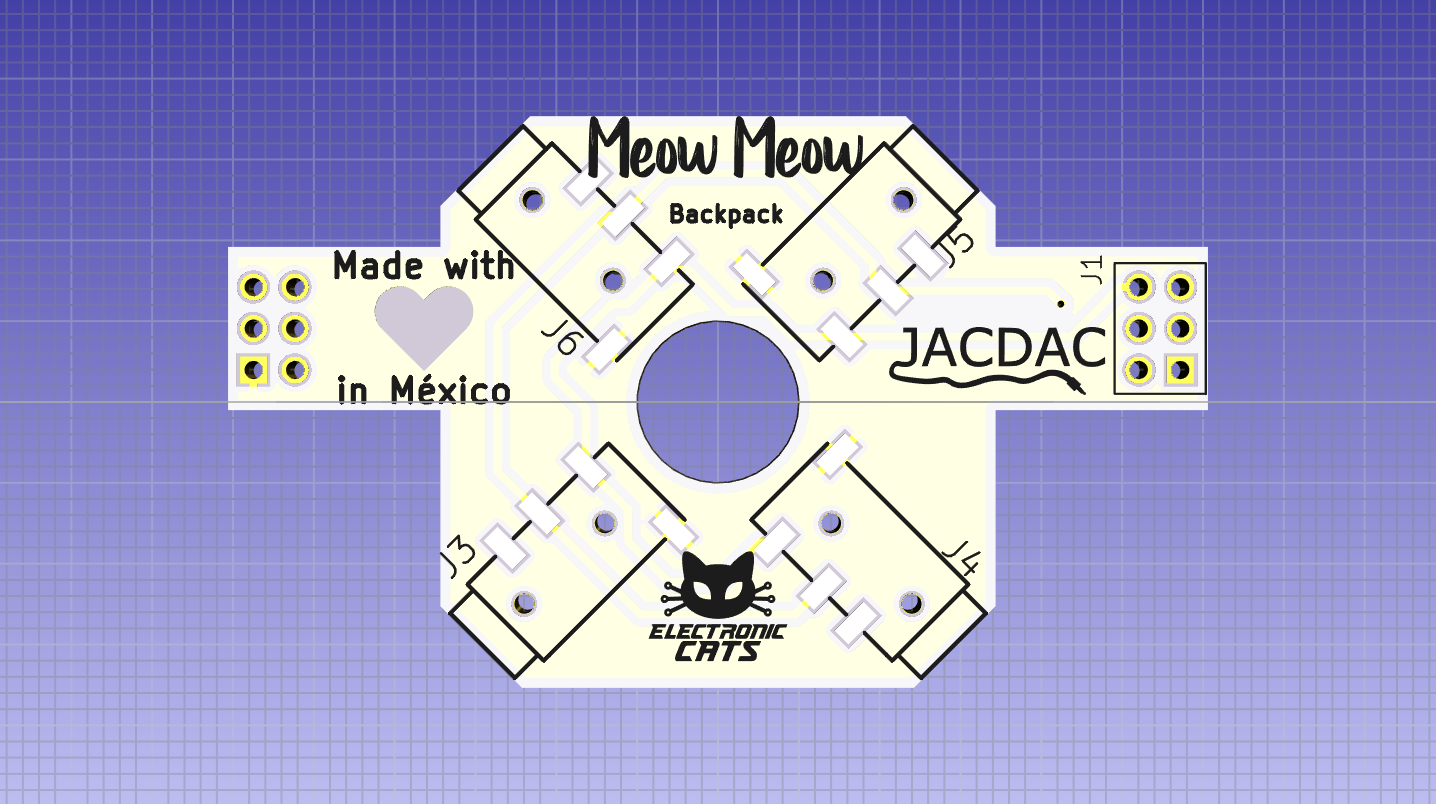 Meow Meow
Backpack
J5
J1
Made with
J6
JACDAC
in México
J3
J4
ELECTRONIC
CATS